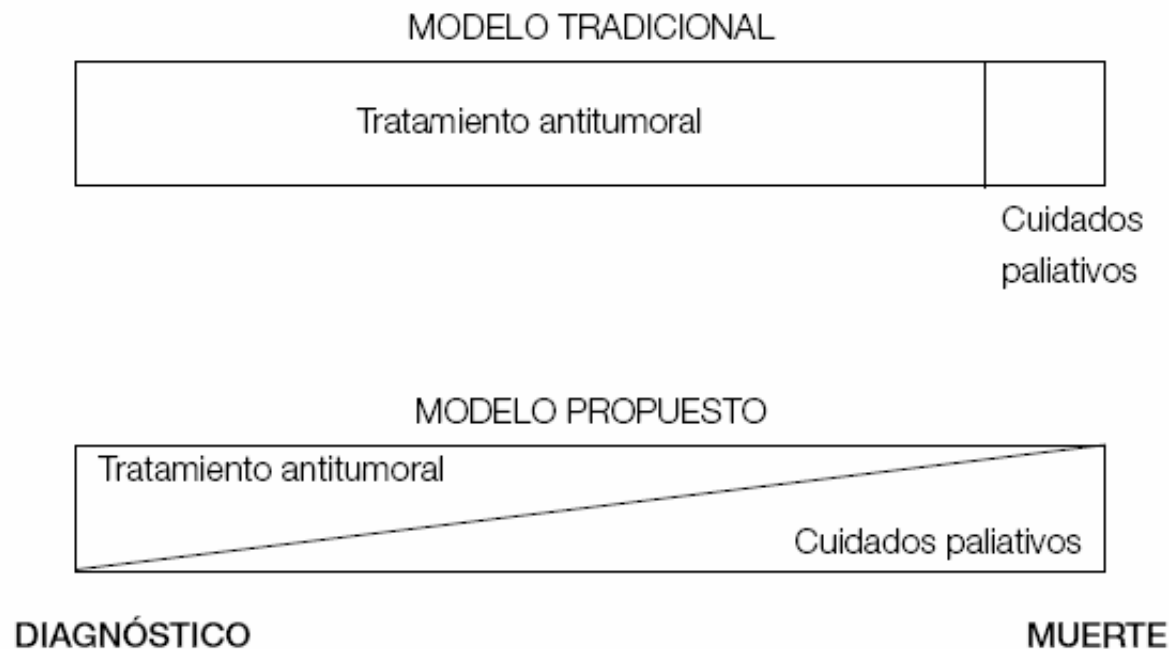 MODELO TRADICIONAL
Tratamiento antitumoral
Cuidados
paliativos
MODELO PROPUESTO
Tratamiento antitumoral
Cuidados paliativos
DIAGNÓSTICO
MUERTE